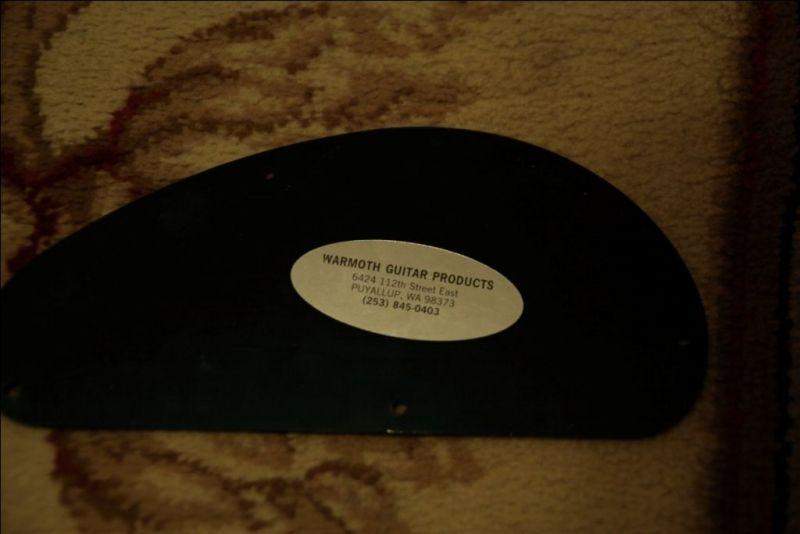 WARMOTH GUITAR PRODUCTS
6424 112th Street East
PUYALLUP, WA 98373
(253) 845-0403